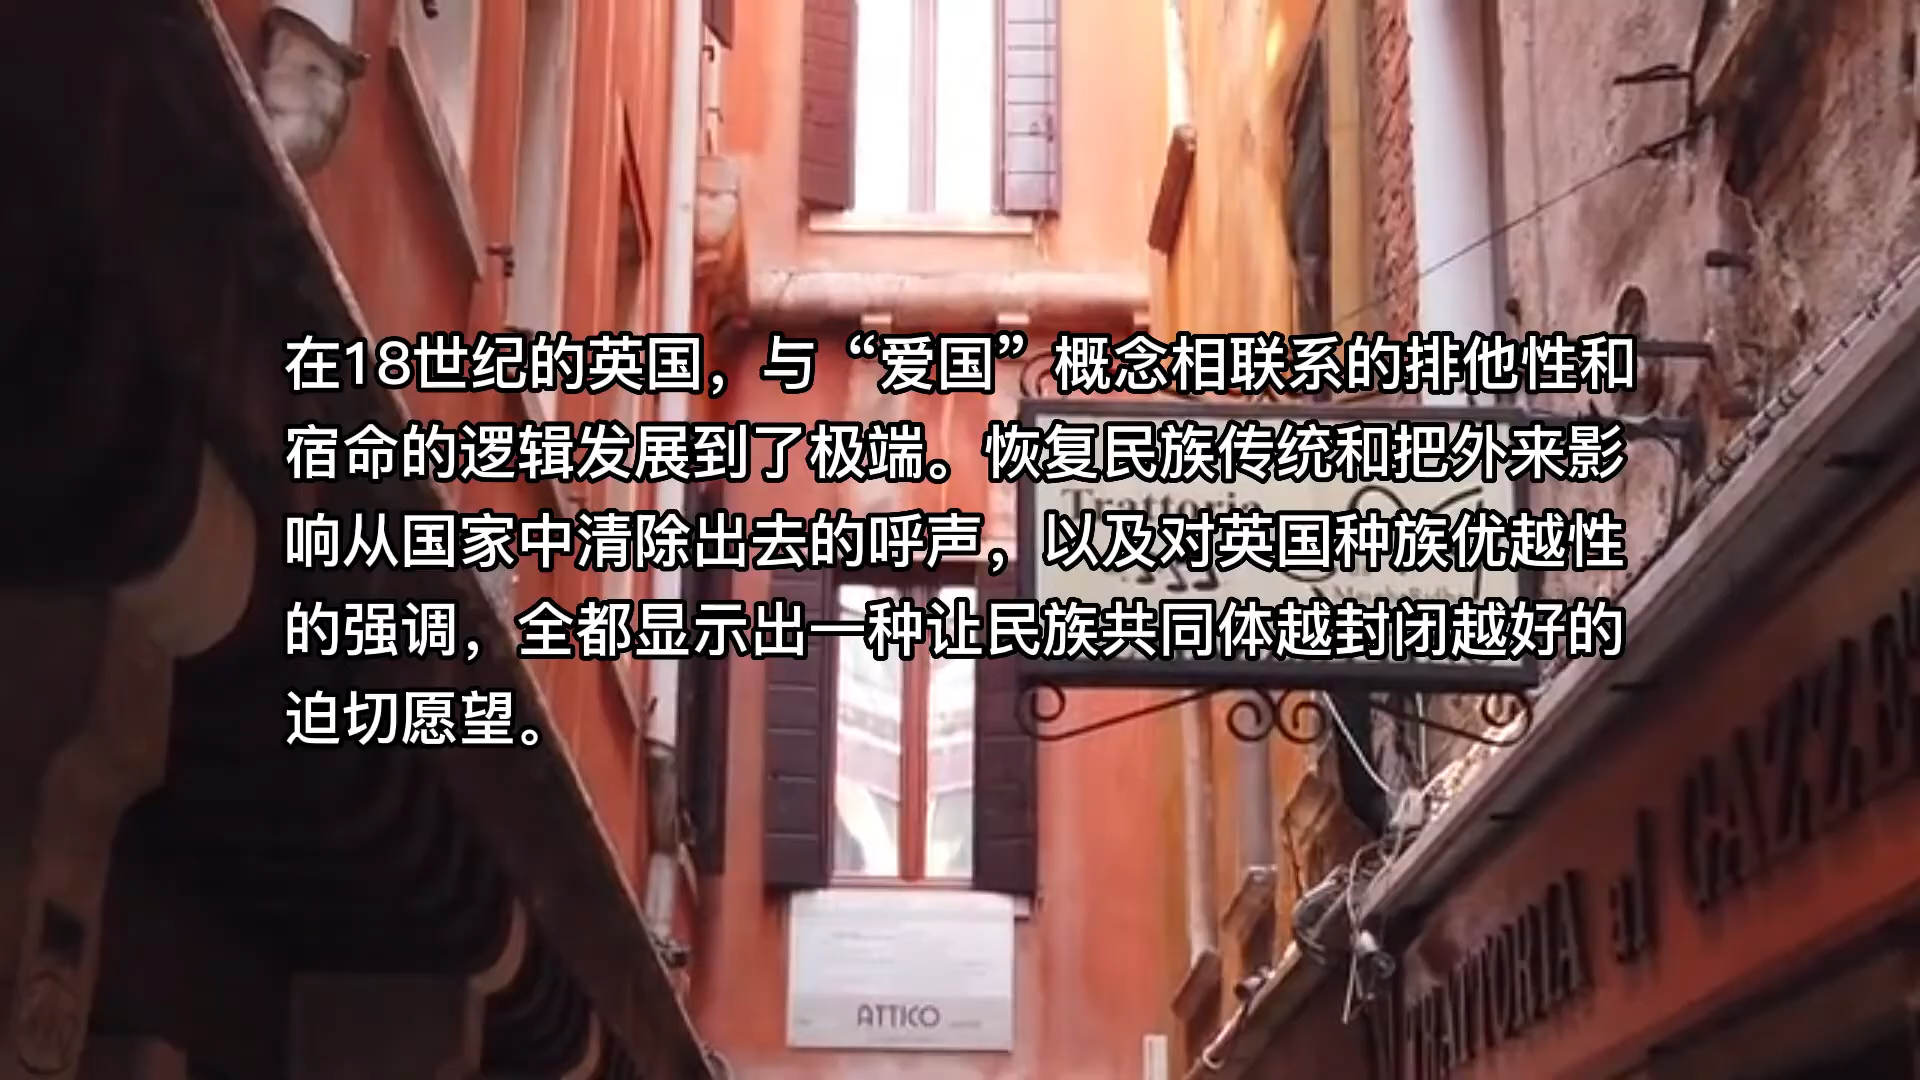 在18世纪的英国，与“爱国”概念相联系的排他性和
宿命的逻辑发展到了极端。恢复民族传统和把外来影
响从国家中清除出去的呼声，以及对英国种族优越性
的强调，全都显示出一种让民族共同体越封闭越好的
迫切愿望。
Trattoria
ATTICO
TRATTORIA al GAZZE